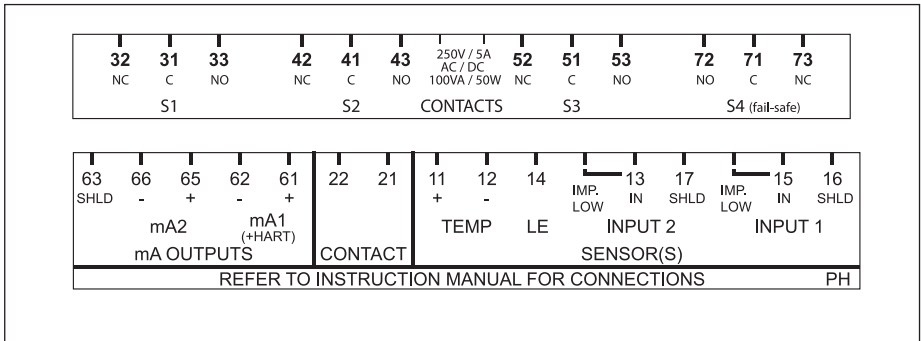 32 31 33 42 41 43 250V / 5A 52 51 53 72 71 73
AC / DC
NC C NO NC C NO 100VA / 50W NC C NO NO C NC
S1 S2 CONTACTS S3 S4 (fail-safe)
63 66 65 62 61 22 21 11 12 14 13 17 15 16
SHLD - + - + + - IMP. LOW IN SHLD IMP. LOW IN SHLD
mA2 mA1 (+HART) TEMP LE INPUT 2 INPUT 1
mA OUTPUTS CONTACT SENSOR(S)
REFER TO INSTRUCTION MANUAL FOR CONNECTIONS PH